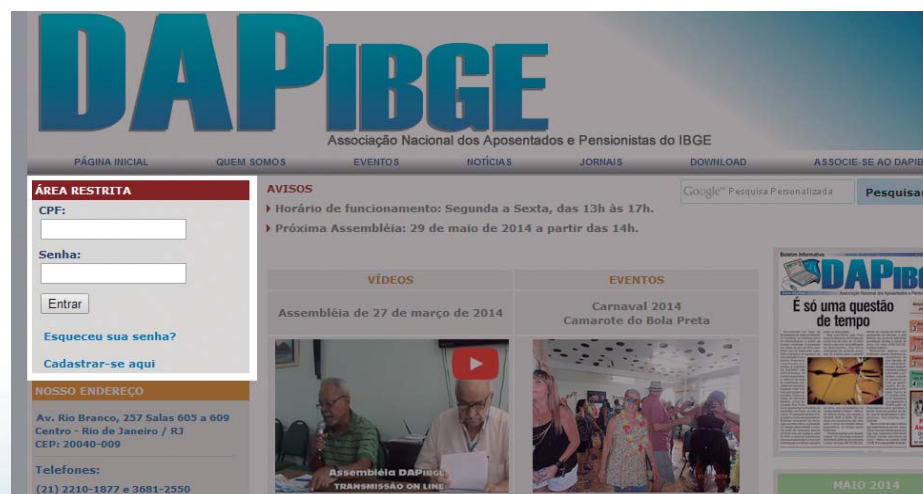 DAPIBGE
Associação Nacional dos Aposentados e Pensionistas do IBGE
PÁGINA INICIAL QUEM SOMOS EVENTOS NOTÍCIAS JORNAIS DOWNLOAD ASSOCIE-SE AO DAPIB
ÁREA RESTRITA
CPF:
Senha:
Entrar
Esqueceu sua senha?
Cadastrar-se aqui
NOSSO ENDEREÇO
Av. Rio Branco, 257 Salas 605 a 609
Centro - Rio de Janeiro / RJ
CEP: 20040-009
Telefones:
(21) 2210-1877 e 3681-2550
AVISOS
Horário de funcionamento: Segunda a Sexta, das 13h às 17h.
Próxima Assembléia: 29 de maio de 2014 a partir das 14h.
Google™ Pesquisa Personalizada
Pesquisar
VÍDEOS
Assembléia de 27 de março de 2014
Assembléia DAPIBGE
TRANSMISSÃO ON LINE
EVENTOS
Carnaval 2014
Camarote do Bola Preta
Boletim Informativo
DAPIBG
É só uma questão
de tempo
MAIO 2014